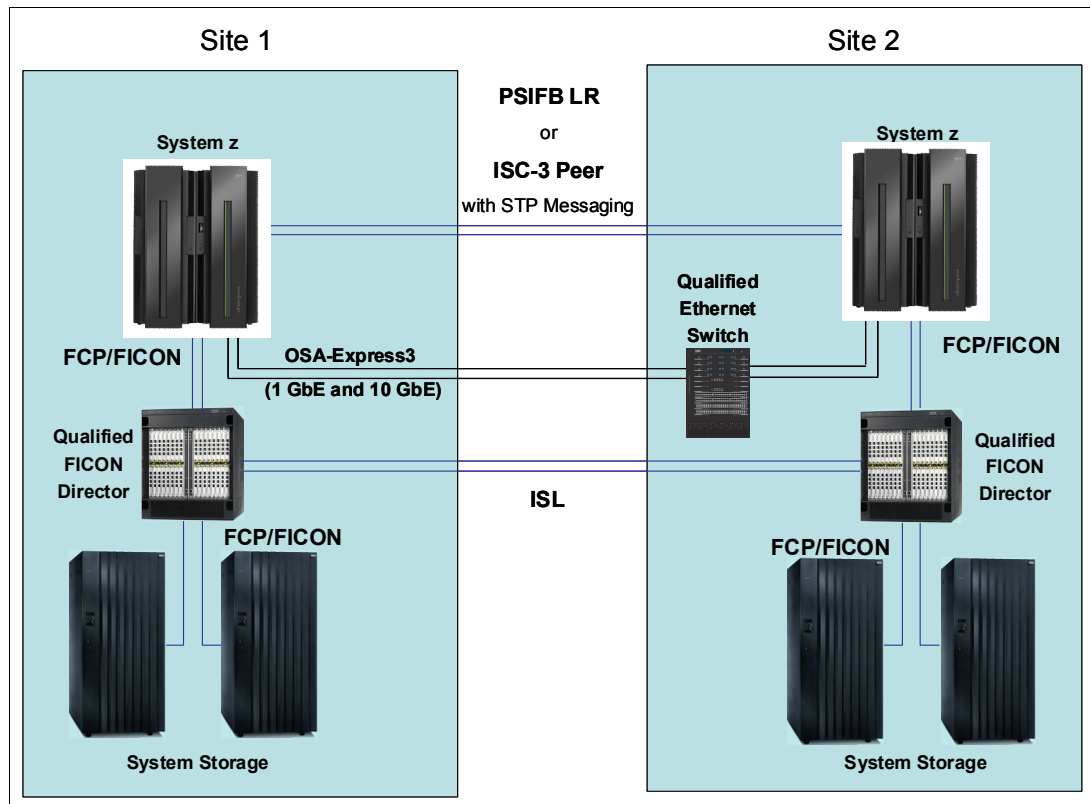 Site 1
Site 2
PSIFB LR
or
ISC-3 Peer
with STP Messaging
System z
System z
Qualified
Ethernet
Switch
FCP/FICON
FCP/FICON
OSA-Express3
(1 GbE and 10 GbE)
Qualified
FICON
Director
Qualified
FICON
Director
ISL
FCP/FICON
FCP/FICON
System Storage
System Storage